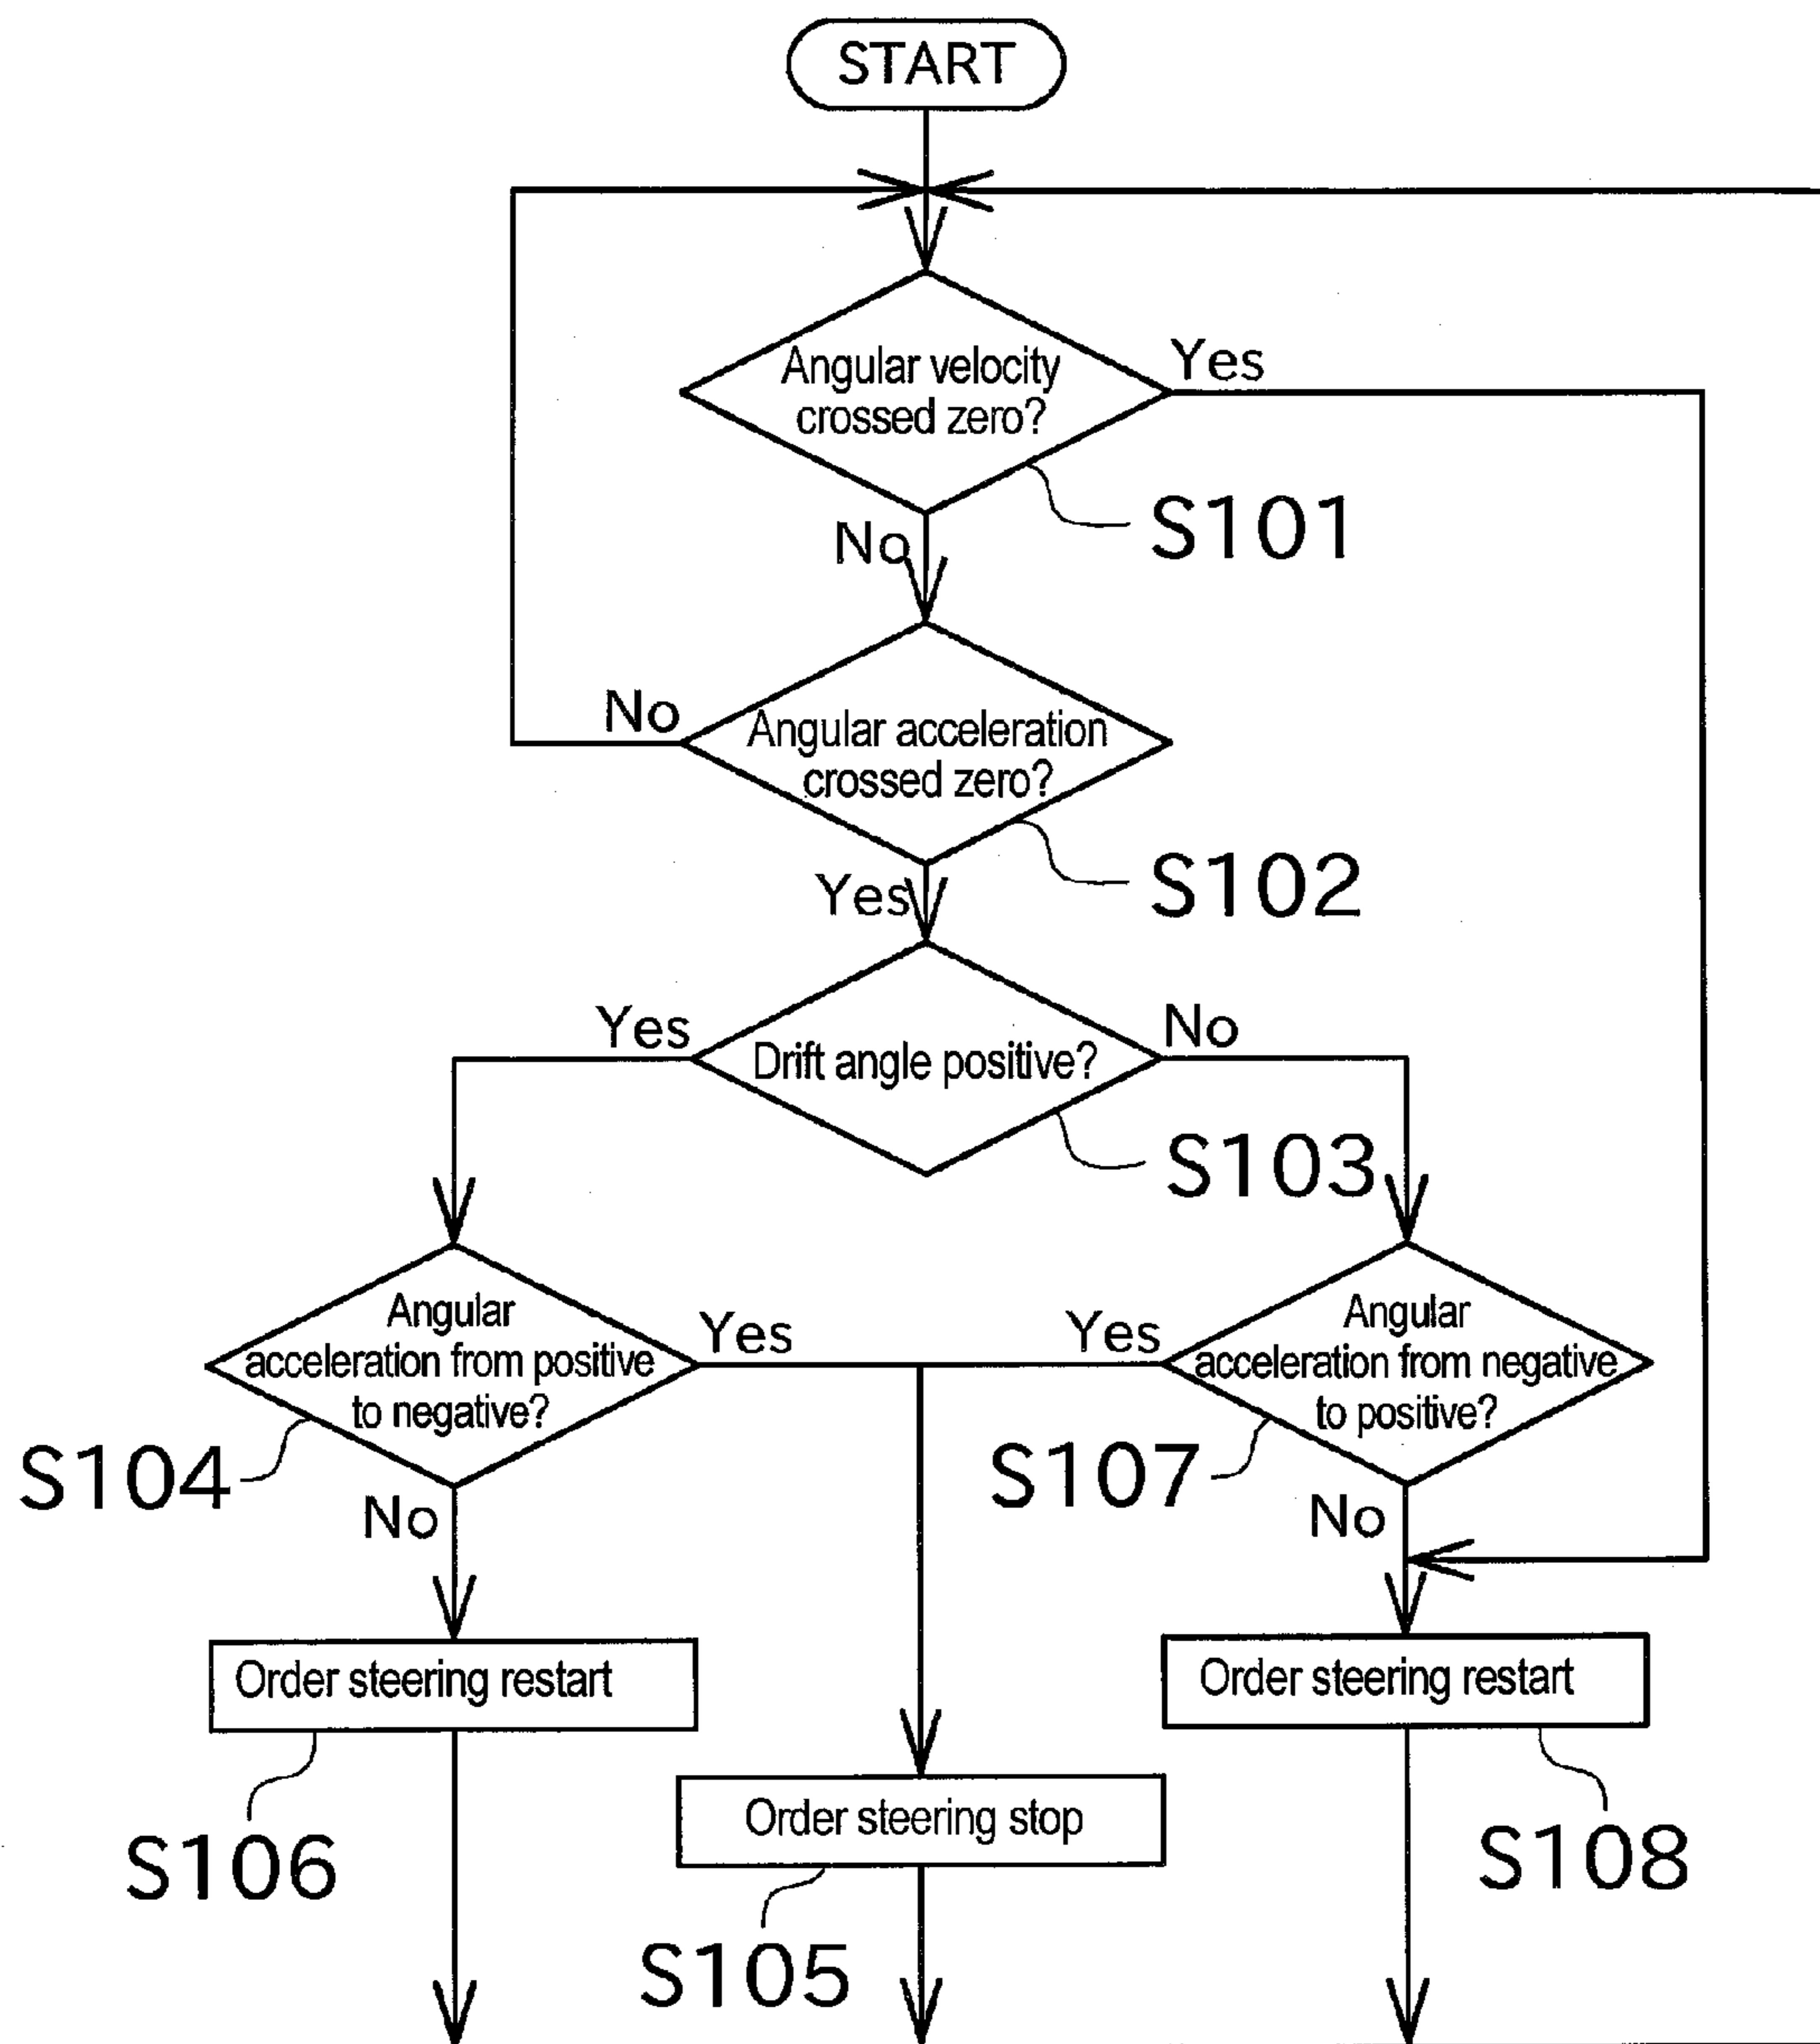 START
Angular velocity
crossed zero?
Yes
S101
No
Angular acceleration
crossed zero?
No
S102
Yes
Drift angle positive?
Yes
No
S103
Angular
acceleration from positive
to negative?
Yes
Yes
Angular
acceleration from negative
to positive?
S104
S107
No
No
Order steering restart
Order steering restart
Order steering stop
S106
S108
S105